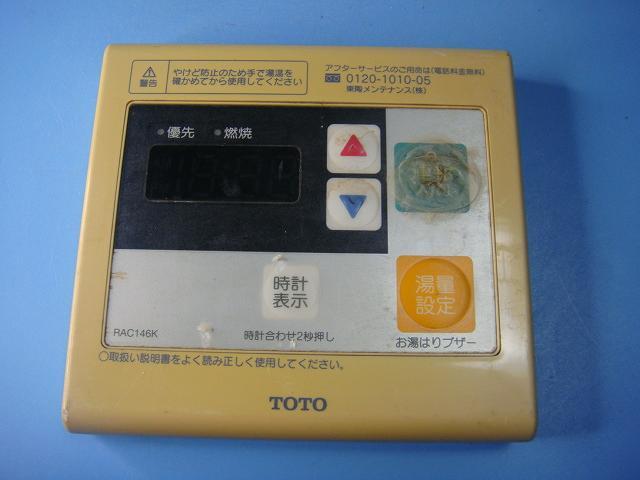 警告
やけど防止のため手で湯温を
確かめてから使用してください
アフターサービスのご用命は(電話料金無料)
0120-1010-05
東陶メンテナンス(株)
優先 燃焼
時計
表示
湯量
設定
RAC146K
時計合わせ2秒押し
お湯はりブザー
○取扱い説明書をよく読み正しく使用してください。
TOTO